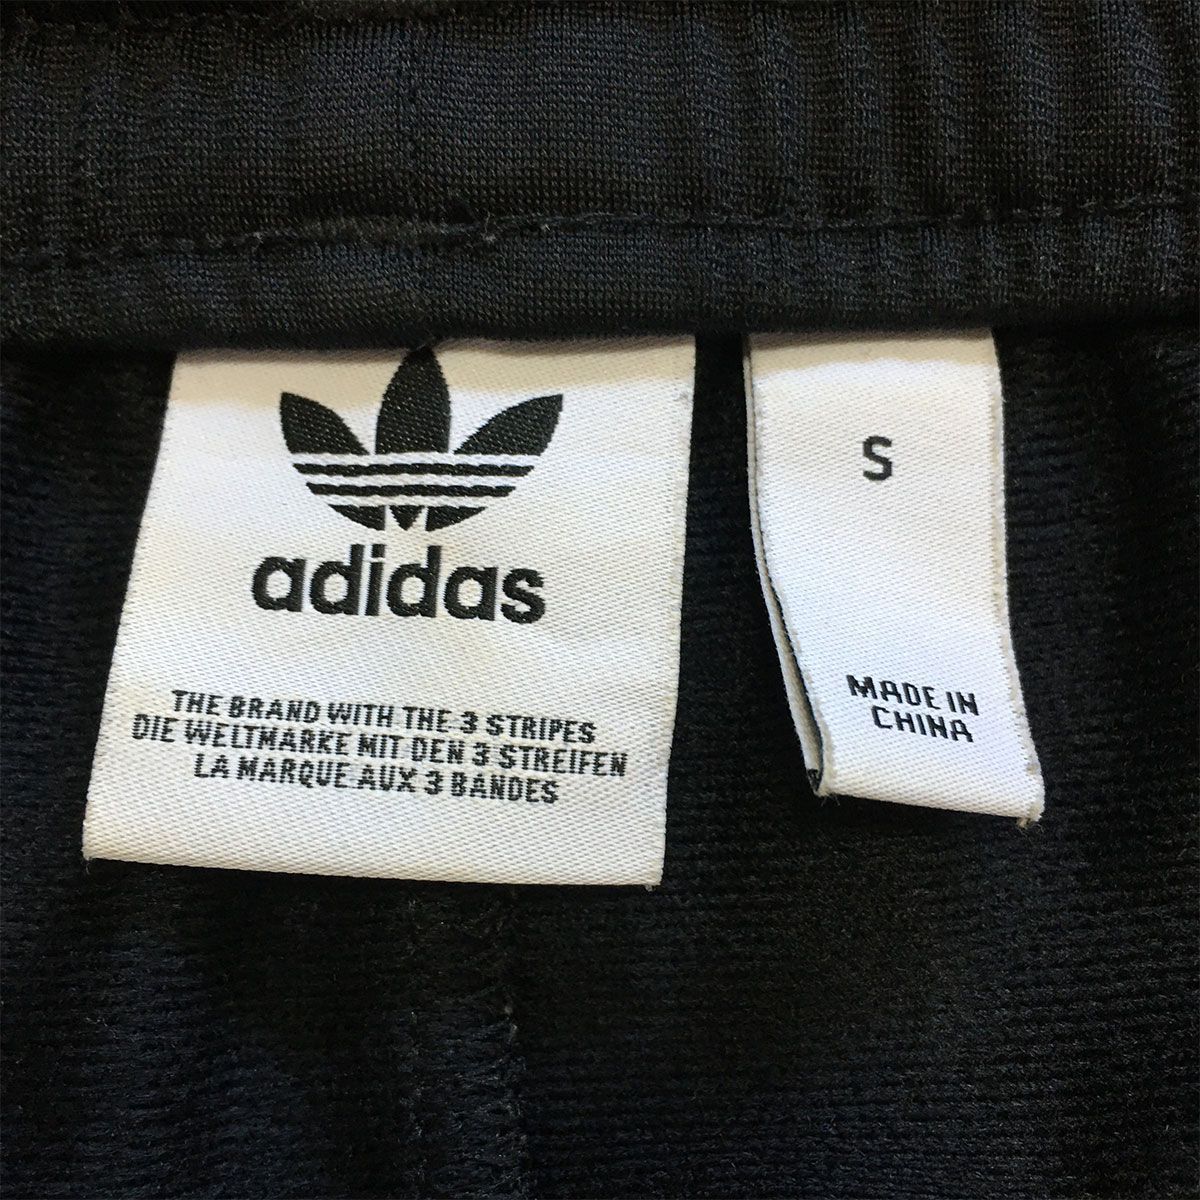 adidas
THE BRAND WITH THE 3 STRIPES
DIE WELTMARKE MIT DEN 3 STREIFEN
LA MARQUE AUX 3 BANDES
S
MADE IN
CHINA